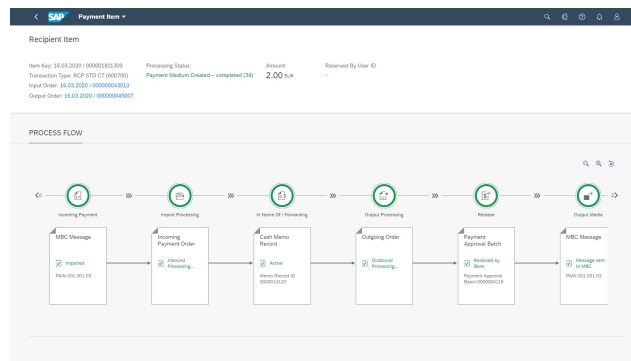 SAP Payment Item
Recipient Item
Item Key: 16.03.2020 / 000001811309
Transaction Type: RCP STD CT (600700)
Input Order: 16.03.2020 / 000000043013
Output Order: 16.03.2020 / 000000045007
Processing Status:
Payment Medium Created – completed (34)
Amount:
2.00 EUR
Reserved By User ID
-
PROCESS FLOW
Incoming Payment
Import Processing
In Name Of / Forwarding
Output Processing
Release
Output Media
MBC Message
Imported
PAIN.001.001.03
Incoming
Payment Order
Inbound
Processing...
Cash Memo
Record
Active
Memo Record ID
0000014120
Outgoing Order
Outbound
Processing...
Payment
Approval Batch
Received by
Bank
Payment Approval
Batch:0000004119
MBC Message
Message sent
to MBC
PAIN.001.001.03